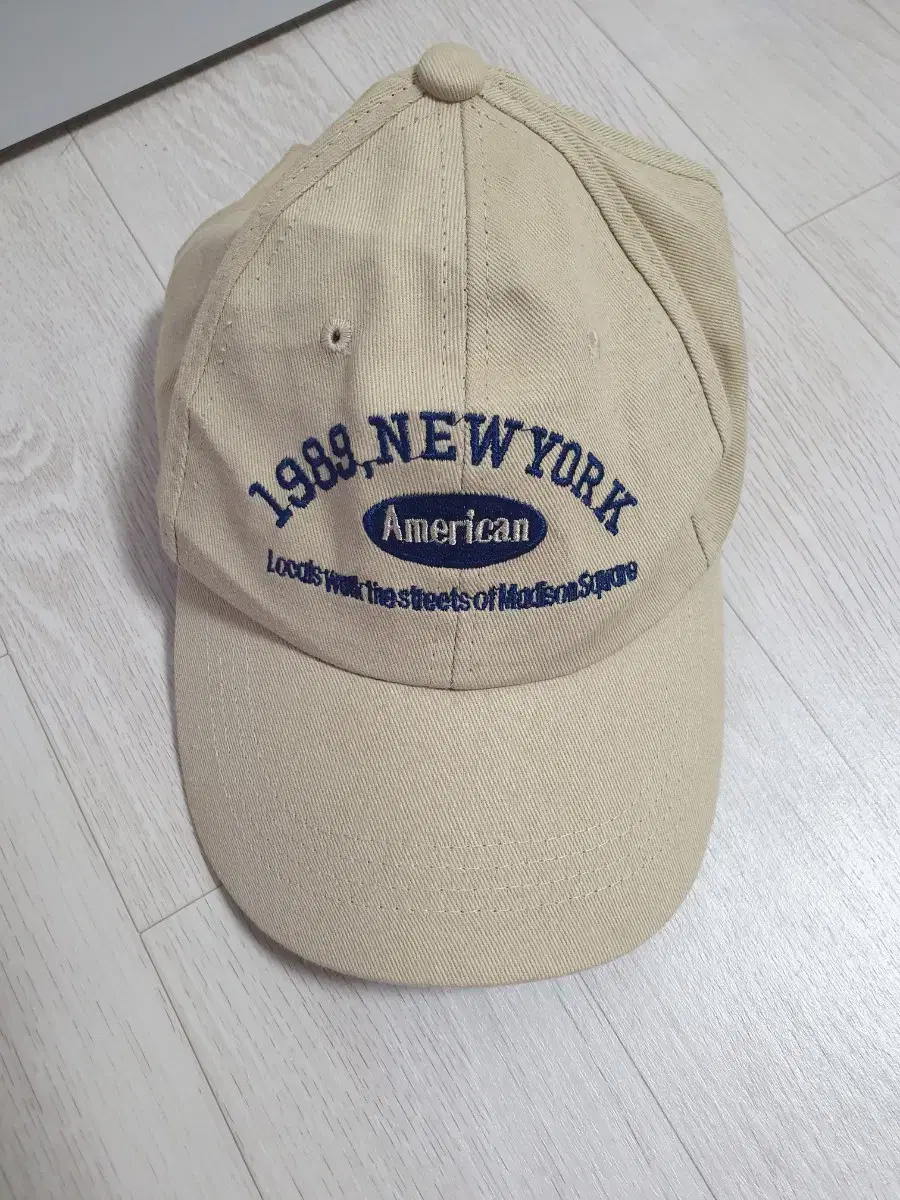 1989, NEW YORK
American
Locals walk the streets of Madison Square